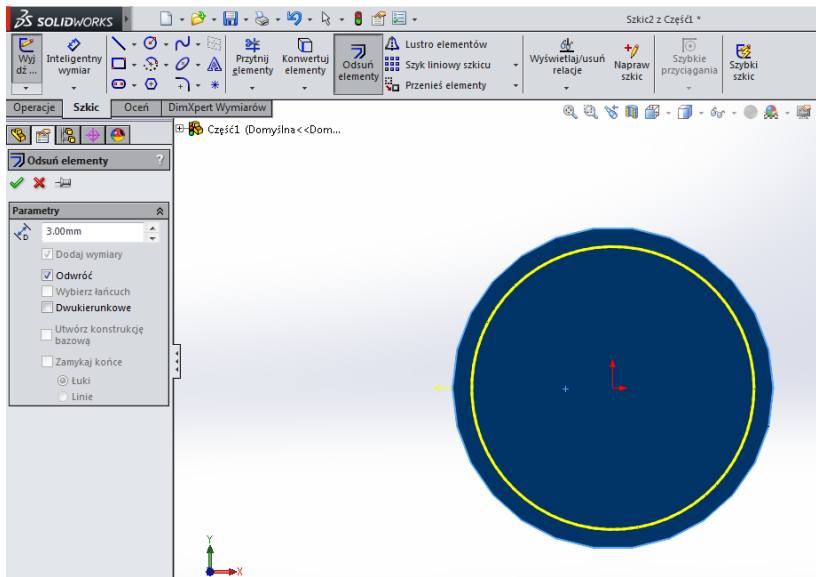 SOLIDWORKS
Szkic2 z Część1 *
Wyj
dź ...
Inteligentny
wymiar
Przytnij
elementy
Konwertuj
elementy
Odsuń
elementy
Lustro elementów
Szyk liniowy szkicu
Przenieś elementy
Wyświetlaj/usuń
relacje
Napraw
szkic
Szybkie
przyciągania
Szybki
szkic
Operacje
Szkic
Oceń
DimXpert Wymiarów
Część1 (Domyślna<<Dom...
Odsuń elementy
?
Parametry
D
3.00mm
Dodaj wymiary
Odwróć
Wybierz łańcuch
Dwukierunkowe
Utwórz konstrukcję
bazową
Zamykaj końce
Łuki
Linie
Y
X